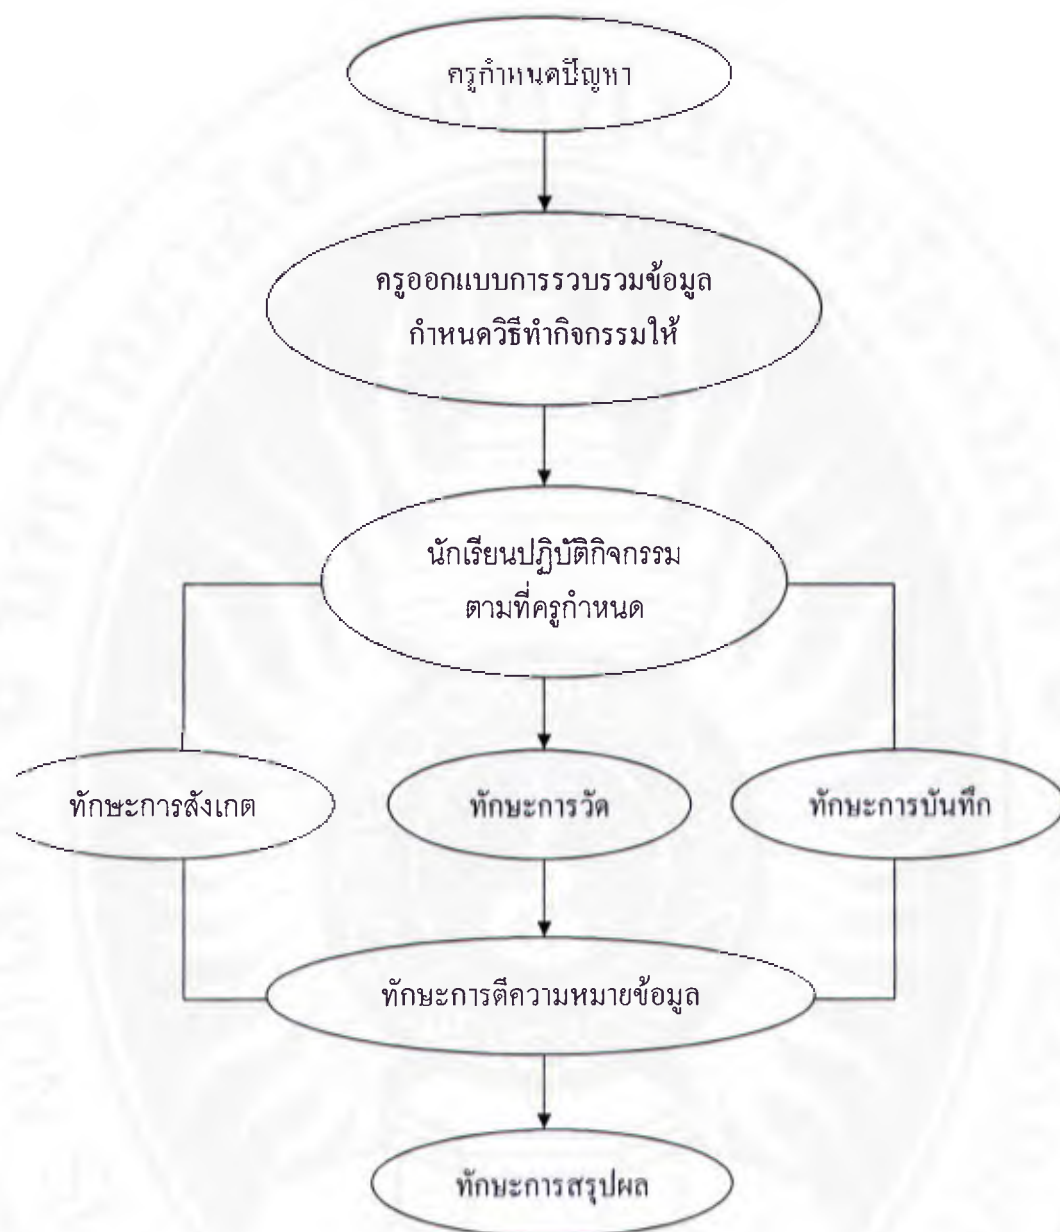 ครูกำหนดปัญหา
ครูออกแบบการรวบรวมข้อมูล
กำหนดวิธีทำกิจกรรมให้
นักเรียนปฏิบัติกิจกรรม
ตามที่ครูกำหนด
ทักษะการสังเกต
ทักษะการวัด
ทักษะการบันทึก
ทักษะการตีความหมายข้อมูล
ทักษะการสรุปผล